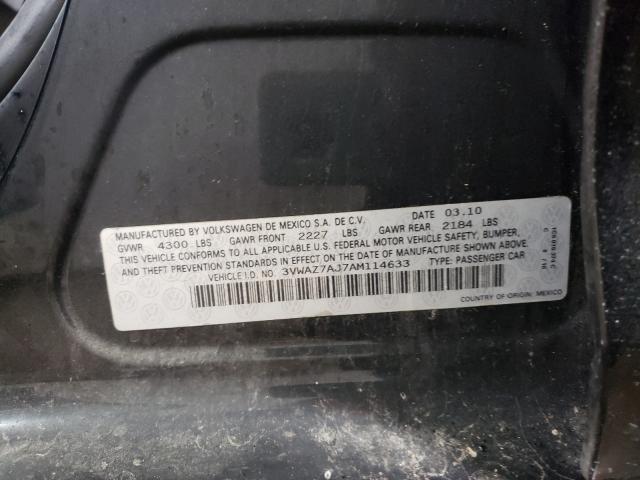 MANUFACTURED BY VOLKSWAGEN DE MEXICO S.A. DE C.V. DATE 03.10
GVWR 4300 LBS GAWR FRONT 2227 LBS GAWR REAR 2184 LBS
THIS VEHICLE CONFORMS TO ALL APPLICABLE U.S. FEDERAL MOTOR VEHICLE SAFETY, BUMPER,
AND THEFT PREVENTION STANDARDS IN EFFECT ON THE DATE OF MANUFACTURE SHOWN ABOVE.
VEHICLE I.D. NO. 3VWAZ7AJ7AM114633 TYPE: PASSENGER CAR
COUNTRY OF ORIGIN: MEXICO